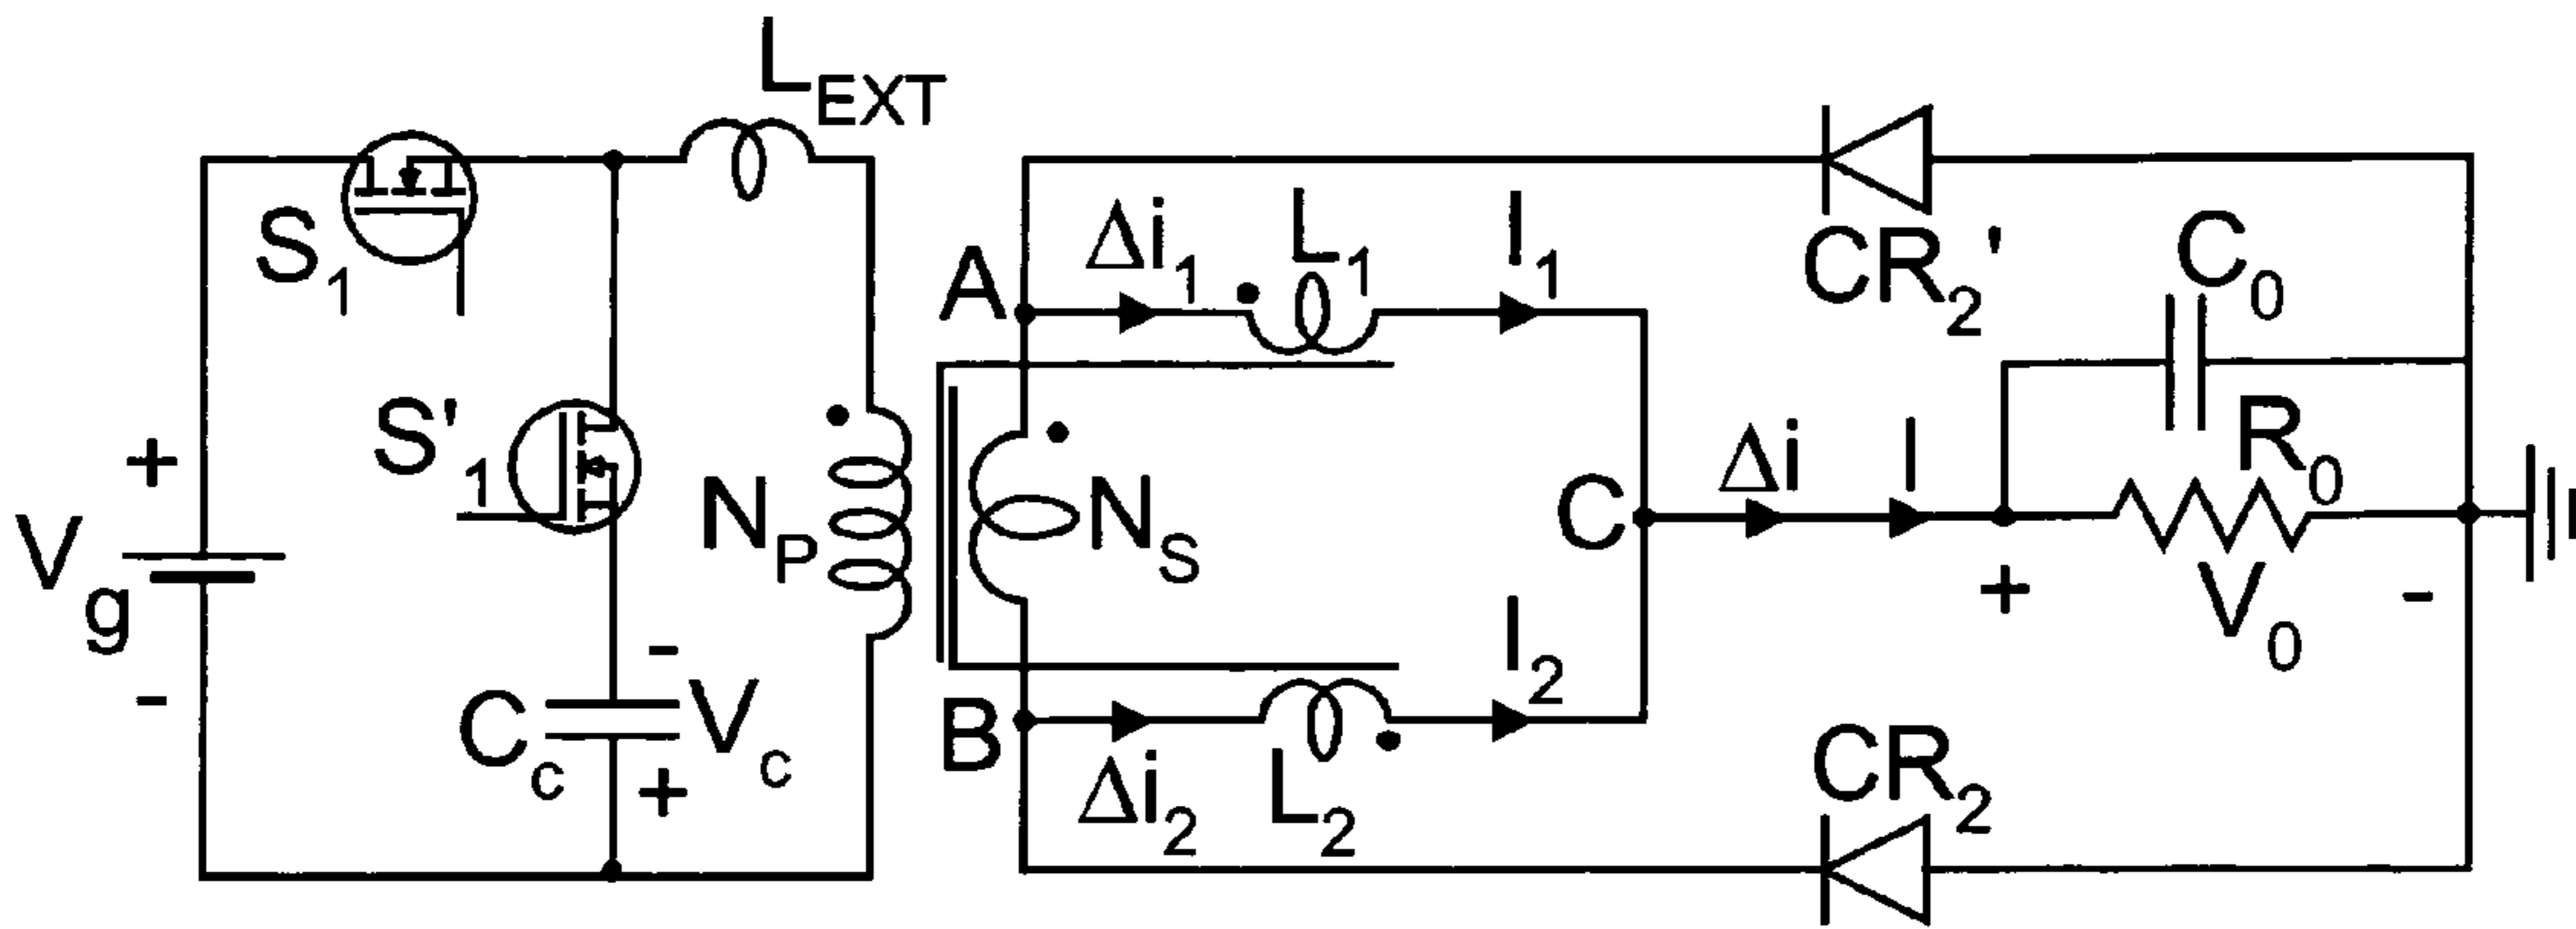 L_EXT
S_1
Δi_1
L_1
I_1
CR_2'
C_0
A
S'_1
N_P
N_S
C
Δi
I
R_0
+
V_g
-
+
V_0
-
-
C_c
V_c
+
B
Δi_2
L_2
I_2
CR_2